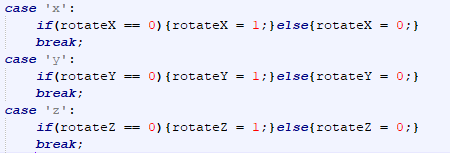 case 'x':
    if(rotateX == 0){rotateX = 1;}else{rotateX = 0;}
    break;
case 'y':
    if(rotateY == 0){rotateY = 1;}else{rotateY = 0;}
    break;
case 'z':
    if(rotateZ == 0){rotateZ = 1;}else{rotateZ = 0;}
    break;